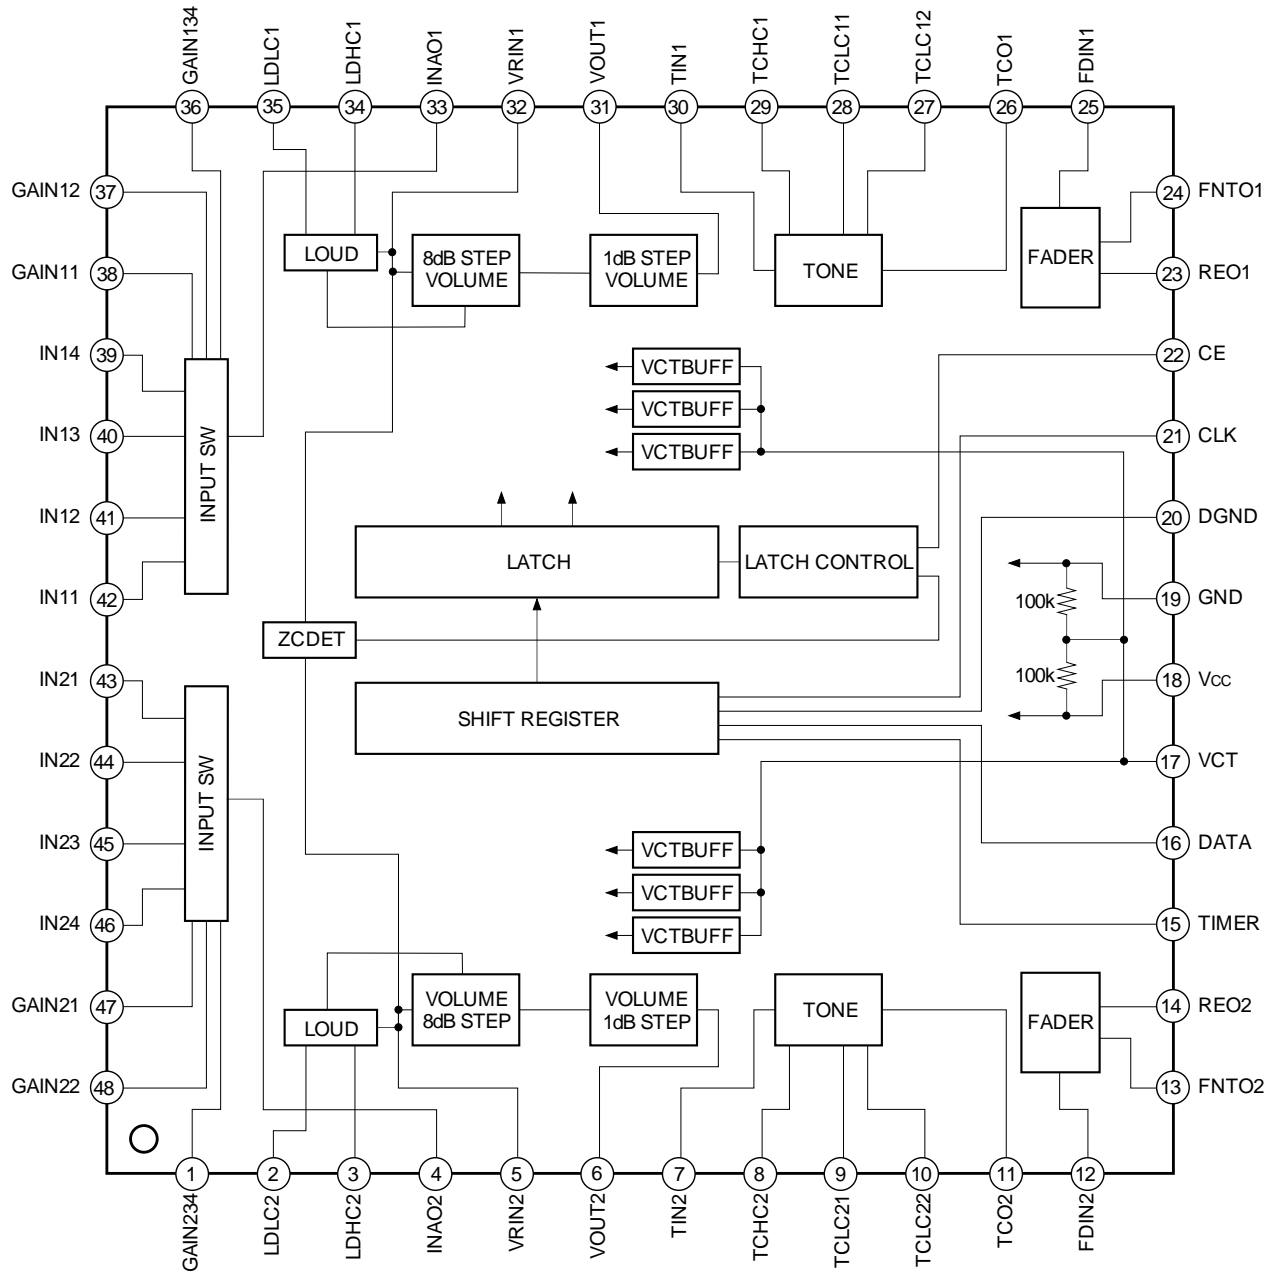 GAIN134
LDLC1
LDHC1
INAO1
VRIN1
VOUT1
TIN1
TCHC1
TCLC11
TCLC12
TCO1
FDIN1
36
35
34
33
32
31
30
29
28
27
26
25
GAIN12
37
24
FNTO1
LOUD
8dB STEP
VOLUME
1dB STEP
VOLUME
TONE
FADER
GAIN11
38
23
REO1
IN14
39
22
CE
VCTBUFF
VCTBUFF
VCTBUFF
IN13
40
21
CLK
INPUT SW
IN12
41
20
DGND
LATCH
LATCH CONTROL
IN11
42
100k
19
GND
ZCDET
IN21
43
100k
18
VCC
SHIFT REGISTER
IN22
44
17
VCT
INPUT SW
IN23
45
16
DATA
VCTBUFF
VCTBUFF
VCTBUFF
IN24
46
15
TIMER
GAIN21
47
14
REO2
LOUD
VOLUME
8dB STEP
VOLUME
1dB STEP
TONE
FADER
GAIN22
48
13
FNTO2
1
2
3
4
5
6
7
8
9
10
11
12
GAIN234
LDLC2
LDHC2
INAO2
VRIN2
VOUT2
TIN2
TCHC2
TCLC21
TCLC22
TCO2
FDIN2